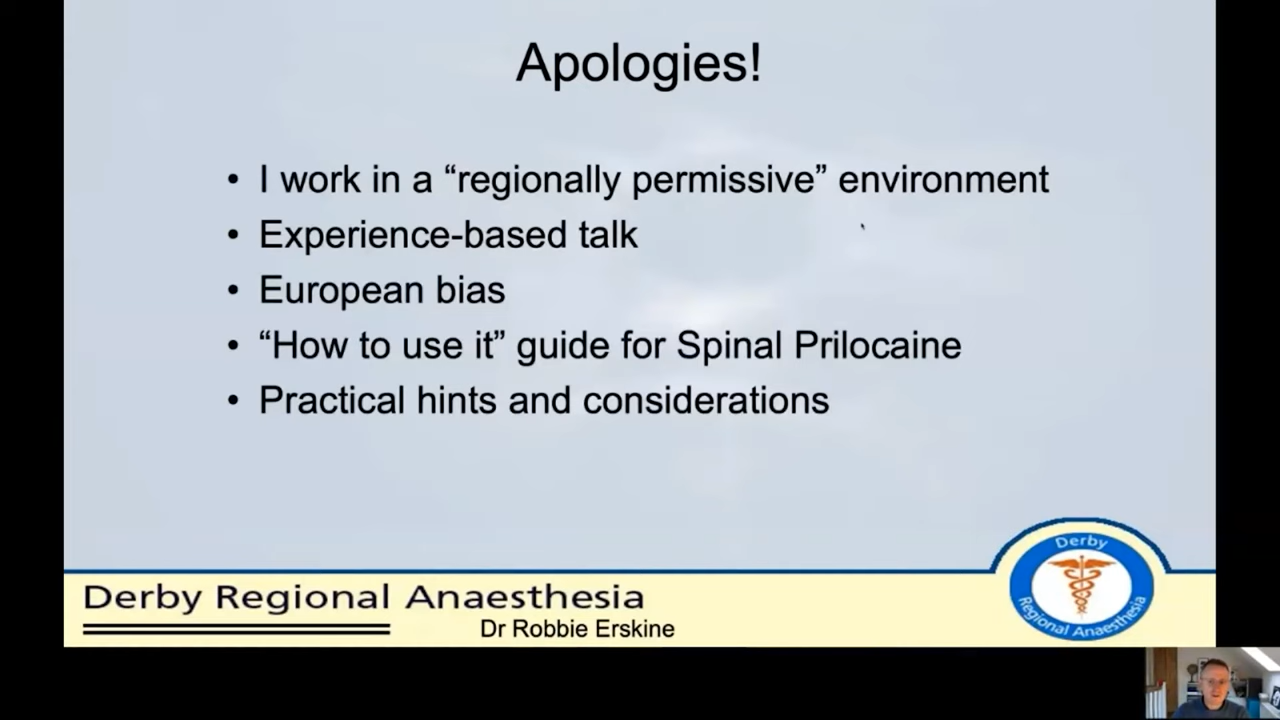 Apologies!
• I work in a “regionally permissive” environment
• Experience-based talk
• European bias
• “How to use it” guide for Spinal Prilocaine
• Practical hints and considerations
Derby Regional Anaesthesia
Dr Robbie Erskine
Derby
Regional Anaesthesia